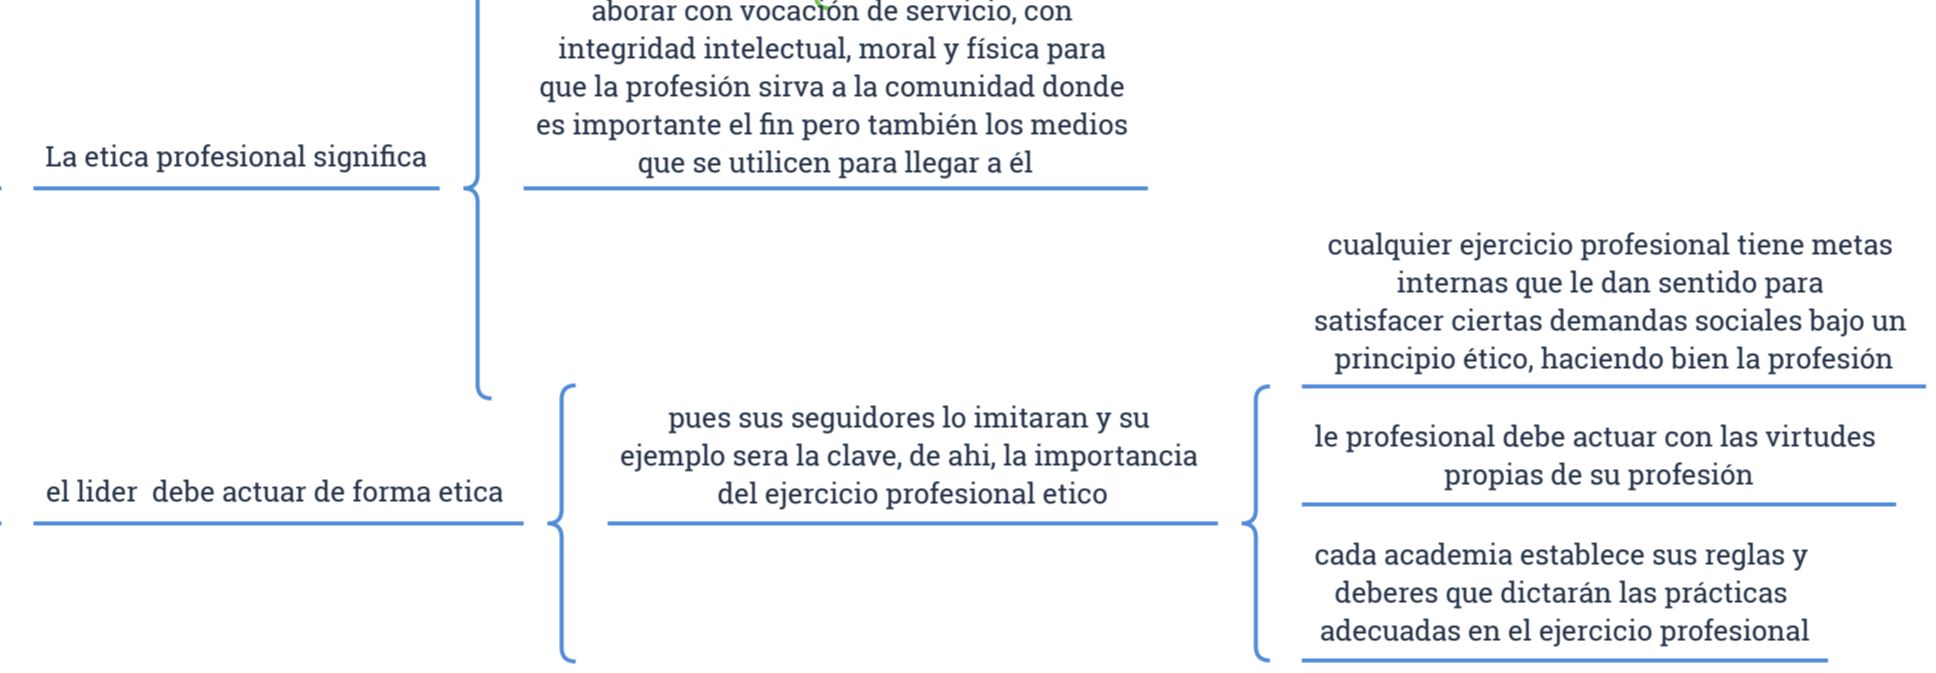 aborar con vocación de servicio, con
integridad intelectual, moral y física para
que la profesión sirva a la comunidad donde
es importante el fin pero también los medios
que se utilicen para llegar a él
La etica profesional significa
cualquier ejercicio profesional tiene metas
internas que le dan sentido para
satisfacer ciertas demandas sociales bajo un
principio ético, haciendo bien la profesión
pues sus seguidores lo imitaran y su
ejemplo sera la clave, de ahi, la importancia
del ejercicio profesional etico
le profesional debe actuar con las virtudes
propias de su profesión
el lider  debe actuar de forma etica
cada academia establece sus reglas y
deberes que dictarán las prácticas
adecuadas en el ejercicio profesional